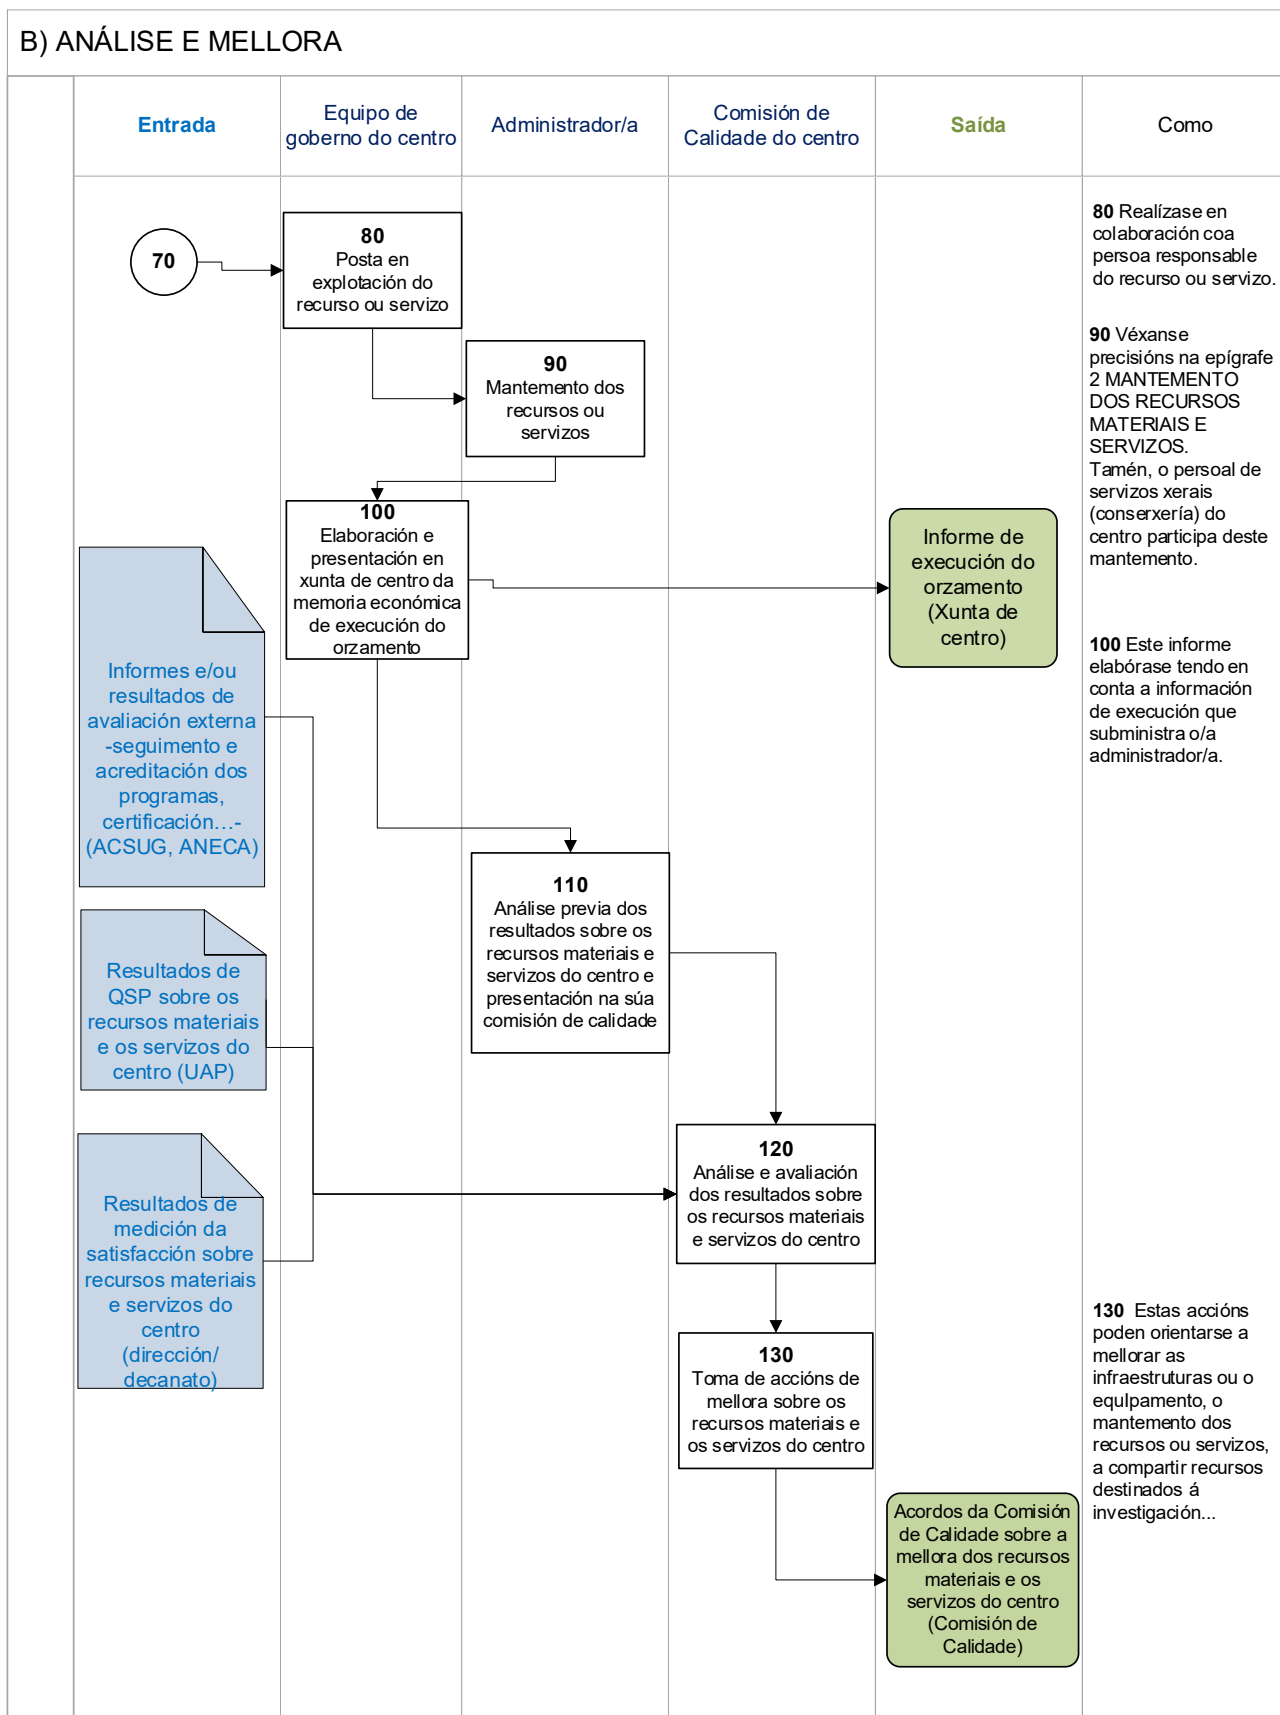 B) ANÁLISE E MELLORA
Entrada
Equipo de
goberno do centro
Administrador/a
Comisión de
Calidade do centro
Saída
Como
70
80
Posta en
explotación do
recurso ou servizo
90
Mantemento dos
recursos ou
servizos
100
Elaboración e
presentación en
xunta de centro da
memoria económica
de execución do
orzamento
Informe de
execución do
orzamento
(Xunta de
centro)
Informes e/ou
resultados de
avaliación externa
-seguimento e
acreditación dos
programas,
certificación…-
(ACSUG, ANECA)
110
Análise previa dos
resultados sobre os
recursos materiais e
servizos do centro e
presentación na súa
comisión de calidade
Resultados de
QSP sobre os
recursos materiais
e os servizos do
centro (UAP)
120
Análise e avaliación
dos resultados sobre
os recursos materiais
e servizos do centro
Resultados de
medición da
satisfacción sobre
recursos materiais
e servizos do
centro
(dirección/
decanato)
130
Toma de accións de
mellora sobre os
recursos materiais e
os servizos do centro
Acordos da Comisión
de Calidade sobre a
mellora dos recursos
materiais e os
servizos do centro
(Comisión de
Calidade)
80 Realízase en
colaboración coa
persoa responsable
do recurso ou servizo.
90 Véxanse
precisións na epígrafe
2 MANTEMENTO
DOS RECURSOS
MATERIAIS E
SERVIZOS.
Tamén, o persoal de
servizos xerais
(conserxería) do
centro participa deste
mantemento.
100 Este informe
elabórase tendo en
conta a información
de execución que
subministra o/a
administrador/a.
130 Estas accións
poden orientarse a
mellorar as
infraestruturas ou o
equlpamento, o
mantemento dos
recursos ou servizos,
a compartir recursos
destinados á
investigación...